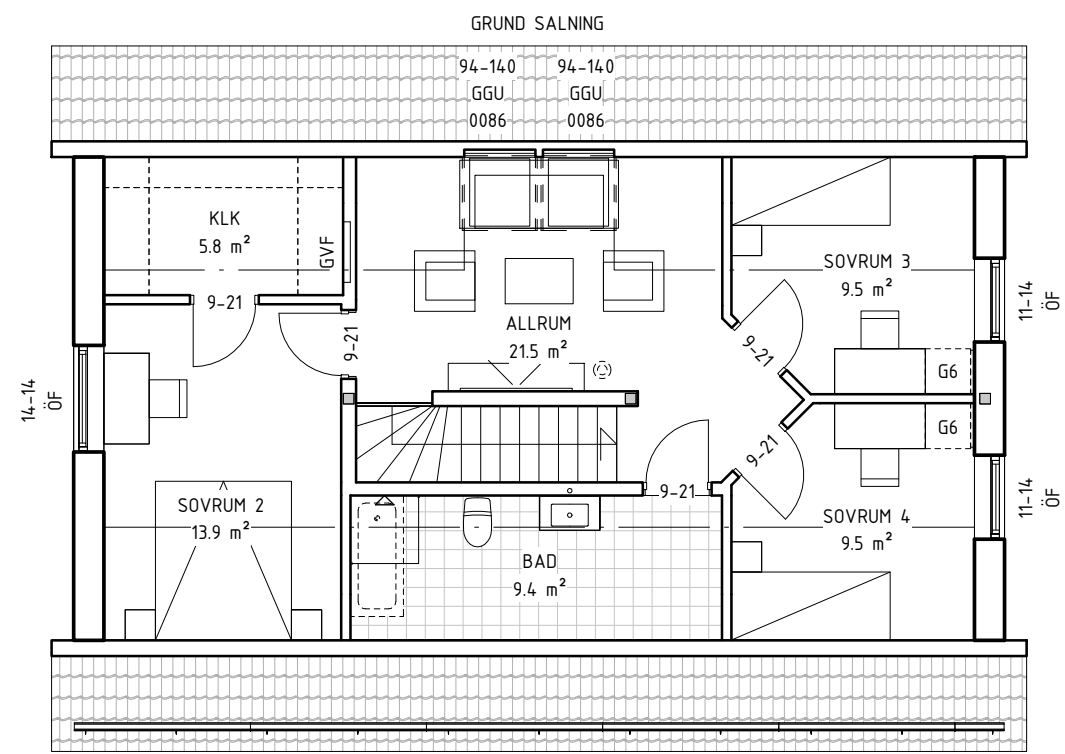 GRUND SALNING
94-140
GGU
0086
94-140
GGU
0086
KLK
5.8 m²
GVF
9-21
9-21
ALLRUM
21.5 m²
SOVRUM 3
9.5 m²
11-14
ÖF
9-21
G6
14-14
ÖF
G6
9-21
9-21
SOVRUM 2
13.9 m²
BAD
9.4 m²
SOVRUM 4
9.5 m²
11-14
ÖF